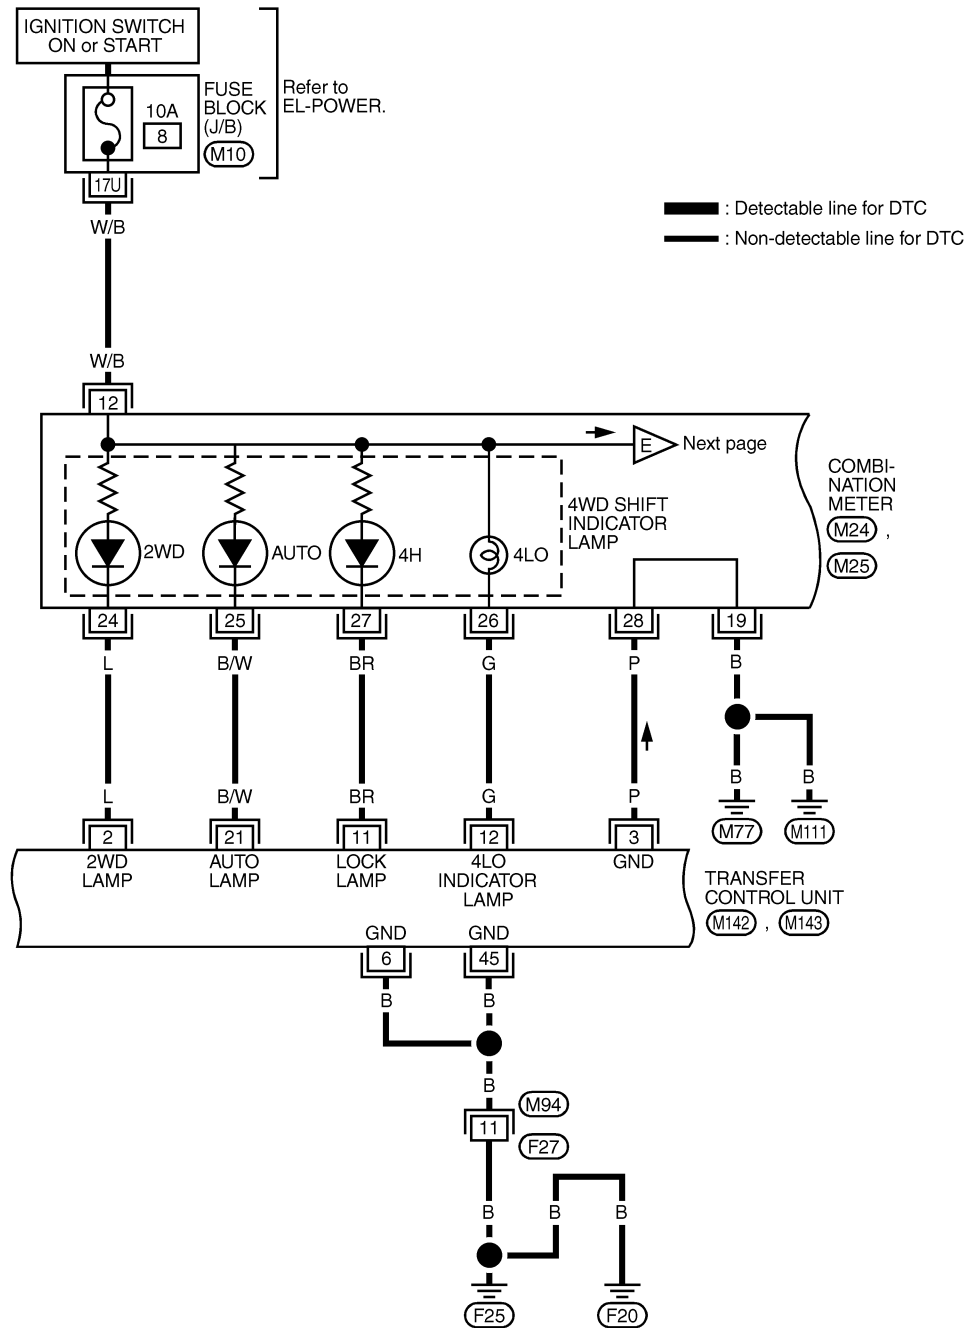 IGNITION SWITCH
ON or START
FUSE
BLOCK
(J/B)
M10
10A
8
Refer to
EL-POWER.
17U
W/B
: Detectable line for DTC
: Non-detectable line for DTC
W/B
12
E
Next page
2WD
AUTO
4H
4LO
4WD SHIFT
INDICATOR
LAMP
COMBI-
NATION
METER
M24 ,
M25
24
25
27
26
28
19
L
B/W
BR
G
P
B
B
B
L
B/W
BR
G
P
M77
M111
2
21
11
12
3
2WD
LAMP
AUTO
LAMP
LOCK
LAMP
4LO
INDICATOR
LAMP
GND
TRANSFER
CONTROL UNIT
M142 , M143
GND
GND
6
45
B
B
B
M94
11
F27
B
B
B
F25
F20